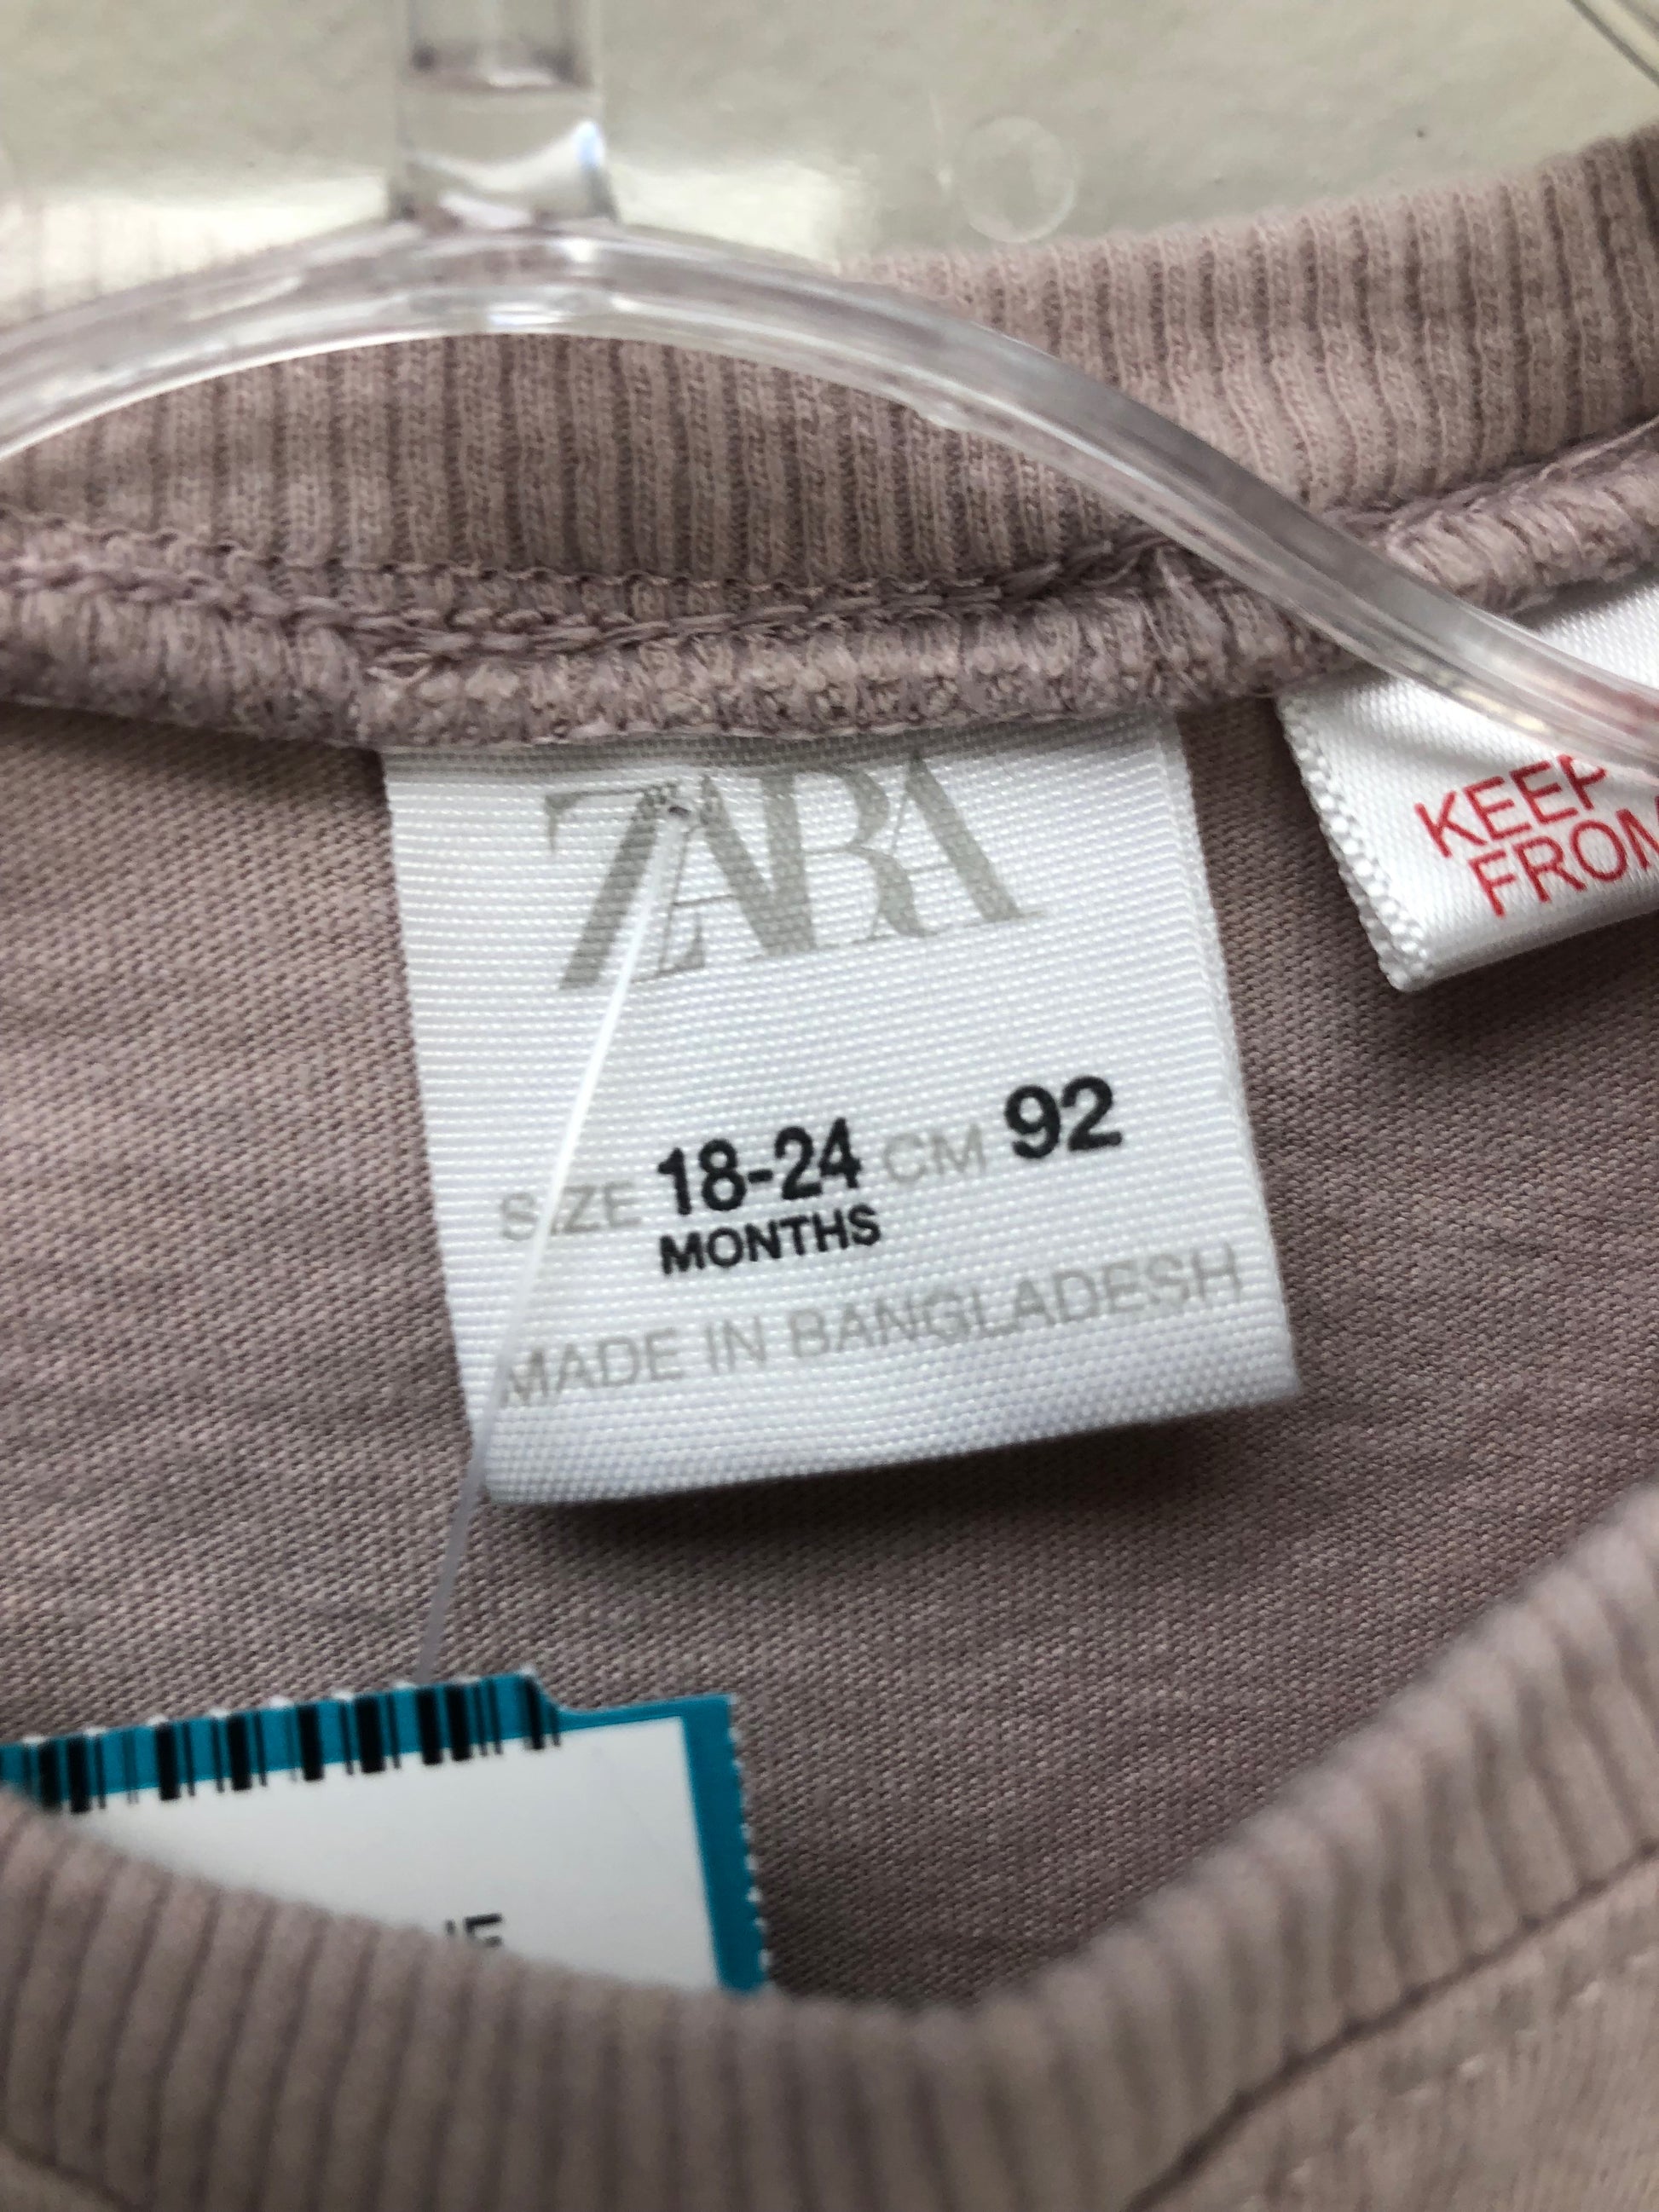 ZARA
SIZE 18-24 CM 92
MONTHS
MADE IN BANGLADESH
KEEP
FROM